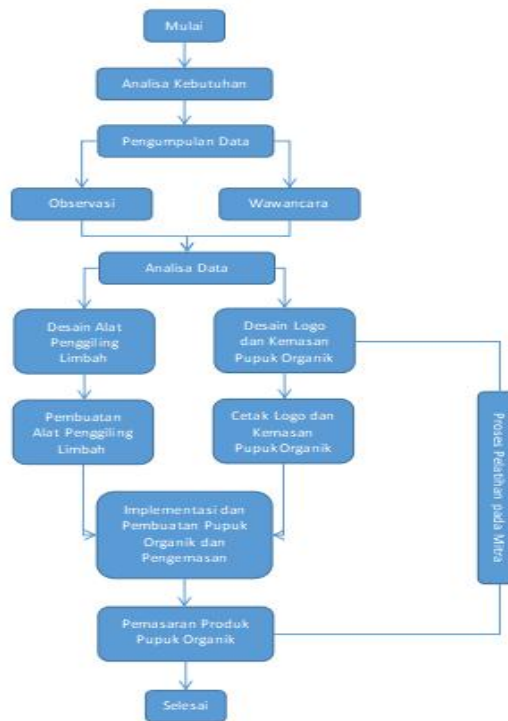 Mulai
Analisa Kebutuhan
Pengumpulan Data
Observasi
Wawancara
Analisa Data
Desain Alat
Penggiling
Limbah
Desain Logo
dan Kemasan
Pupuk Organik
Pembuatan
Alat Penggiling
Limbah
Cetak Logo dan
Kemasan
PupukOrganik
Proses Pelatihan pada Mitra
Implementasi dan
Pembuatan Pupuk
Organik dan
Pengemasan
Pemasaran Produk
Pupuk Organik
Selesai